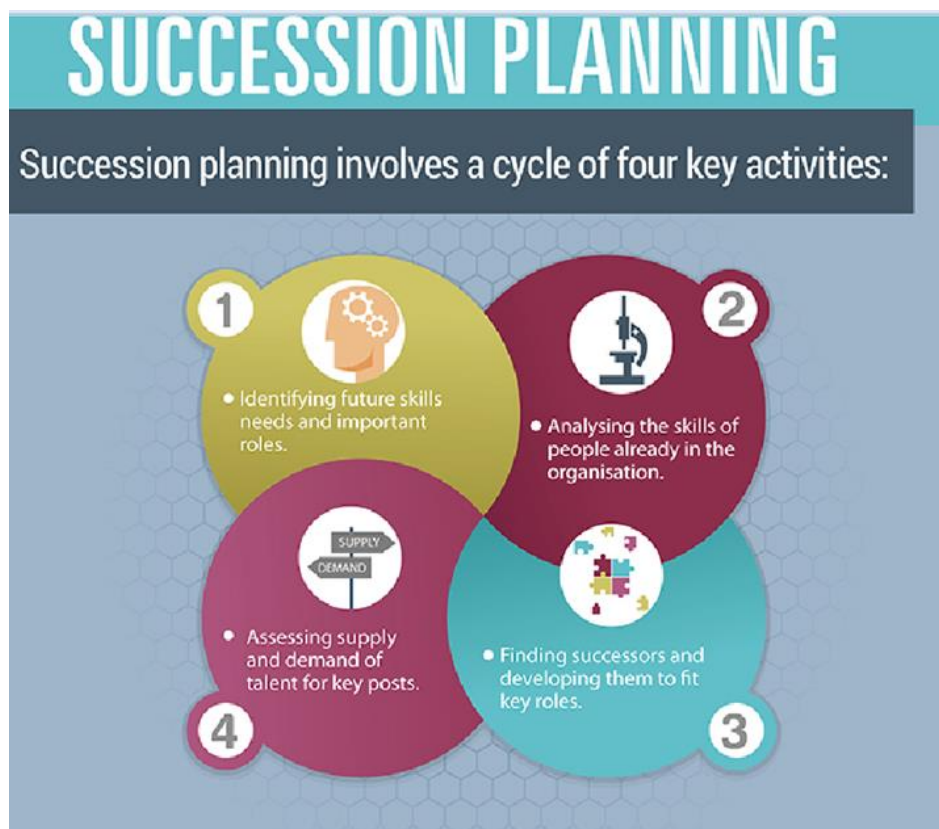 SUCCESSION PLANNING
Succession planning involves a cycle of four key activities:
1
• Identifying future skills
needs and important
roles.
2
• Analysing the skills of
people already in the
organisation.
SUPPLY
DEMAND
• Assessing supply
and demand of
talent for key posts.
4
• Finding successors and
developing them to fit
key roles.
3